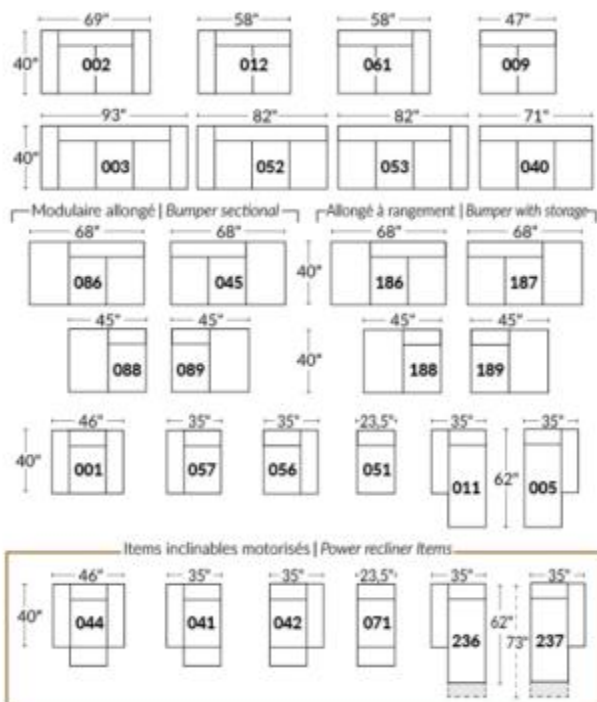 69" 58" 58" 47"
40" 002 012 061 009
93" 82" 82" 71"
40" 003 052 053 040
Modulaire allongé | Bumper sectional Allongé à rangement | Bumper with storage
68" 68" 68" 68"
086 045 40" 186 187
45" 45" 45" 45"
088 089 40" 188 189
46" 35" 35" 23,5" 35" 35"
40" 001 057 056 051 011 62" 005
Items inclinables motorisés | Power recliner Items
46" 35" 35" 23,5" 35" 35"
40" 044 041 042 071 236 62" 73" 237